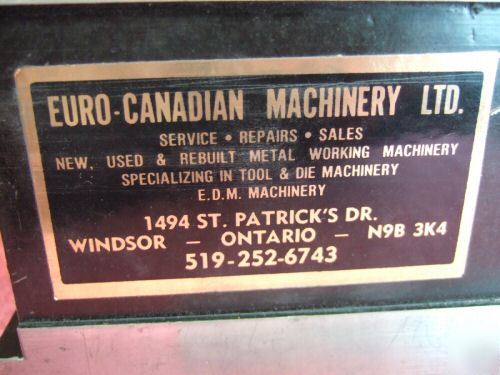 EURO-CANADIAN MACHINERY LTD.
SERVICE • REPAIRS • SALES
NEW, USED & REBUILT METAL WORKING MACHINERY
SPECIALIZING IN TOOL & DIE MACHINERY
E.D.M. MACHINERY
1494 ST. PATRICK'S DR.
WINDSOR — ONTARIO — N9B 3K4
519-252-6743